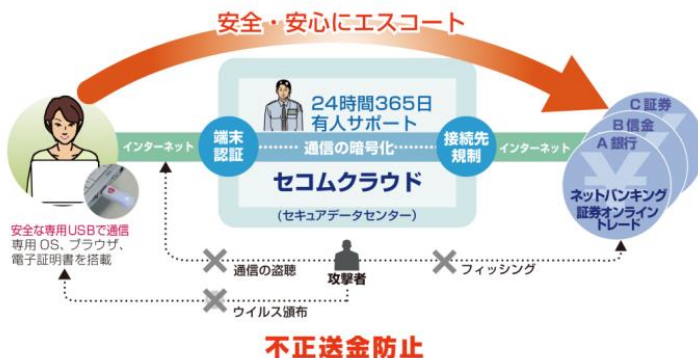 安全・安心にエスコート
24時間365日
有人サポート
C 証券
B 信金
A 銀行
インターネット
端末
認証
通信の暗号化
接続先
規制
インターネット
セコムクラウド
(セキュアデータセンター)
ネットバンキング
証券オンライン
トレード
安全な専用USBで通信
専用 OS、ブラウザ、
電子証明書を搭載
通信の盗聴
攻撃者
フィッシング
ウイルス頒布
不正送金防止